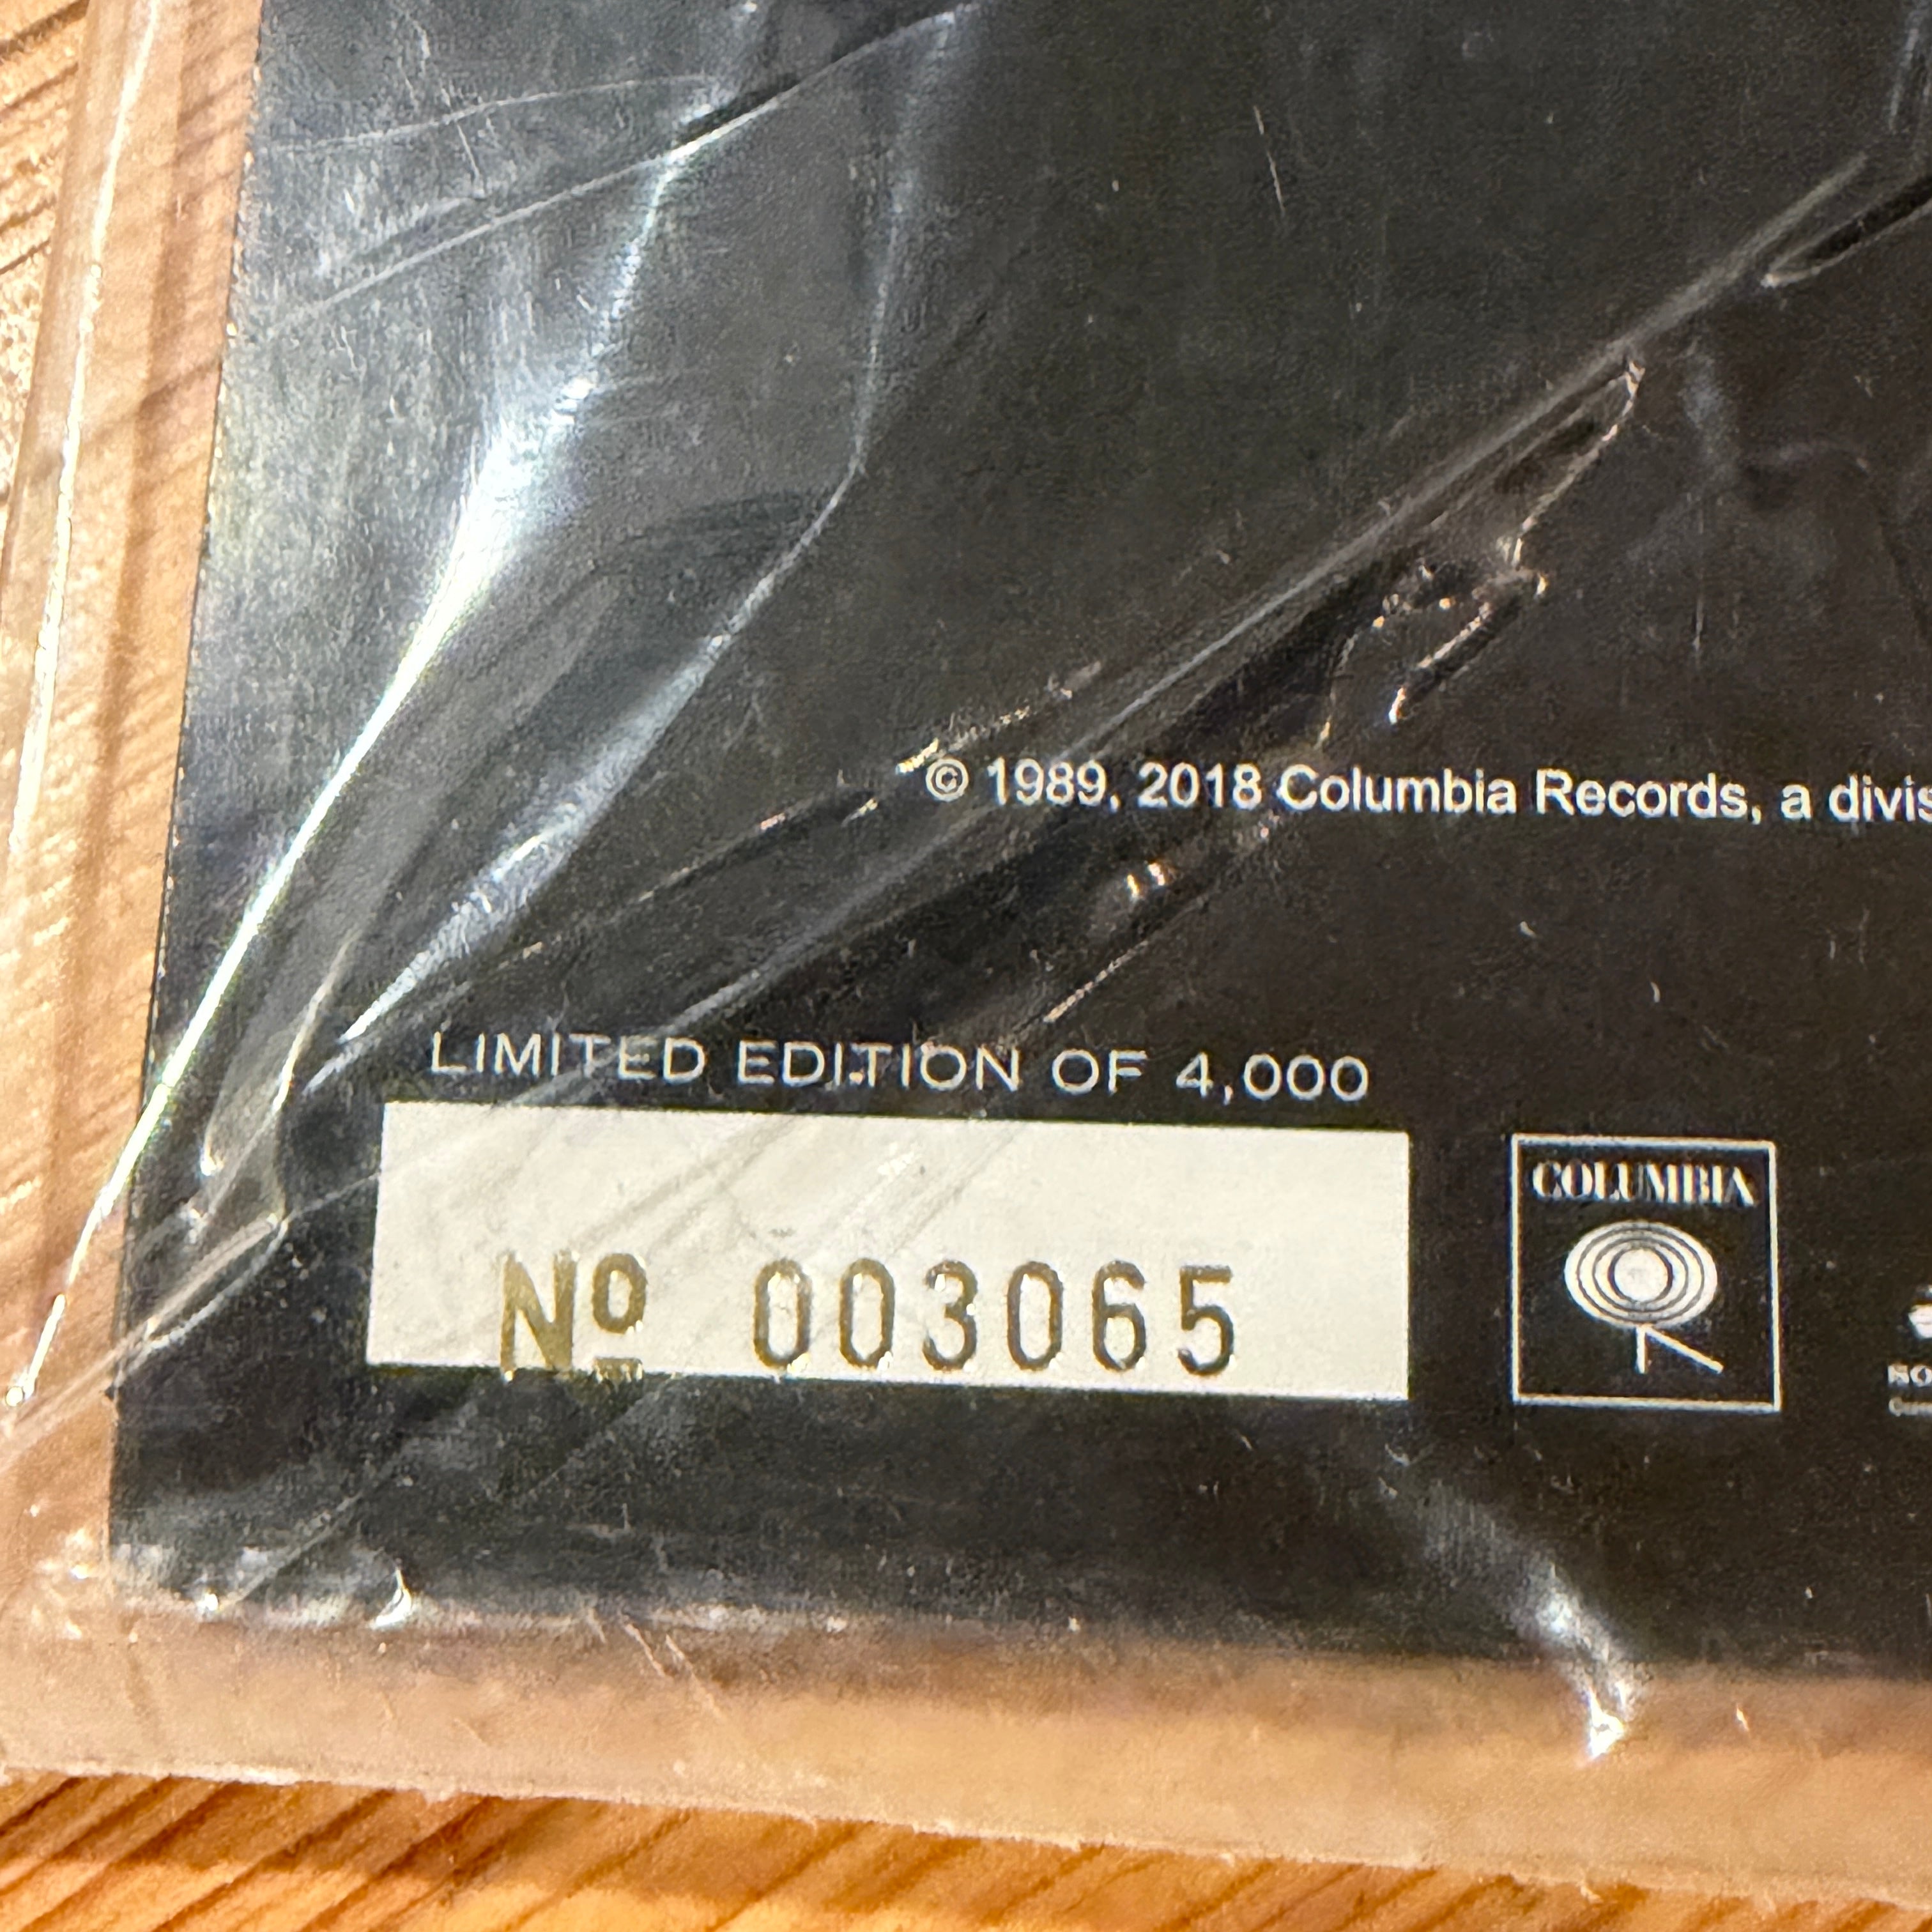 © 1989, 2018 Columbia Records, a divis
LIMITED EDITION OF 4,000
Nº 003065
COLUMBIA